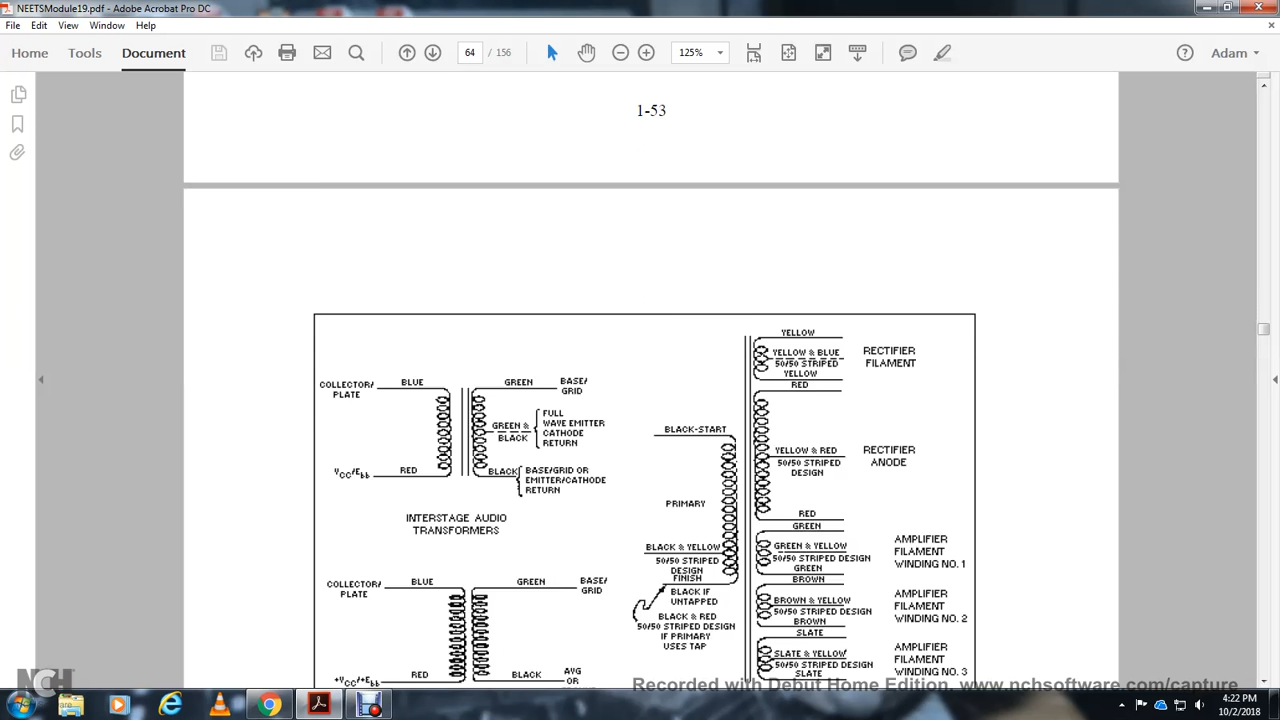 NEETSModule19.pdf - Adobe Acrobat Pro DC
File Edit View Window Help
Home Tools Document 64 / 156 125% Adam
1-53
COLLECTOR/
PLATE
BLUE
GREEN
BASE/
GRID
GREEN &
BLACK
FULL
WAVE EMITTER
CATHODE
RETURN
VCC/Ebb
RED
BLACK
BASE/GRID OR
EMITTER/CATHODE
RETURN
INTERSTAGE AUDIO
TRANSFORMERS
COLLECTOR/
PLATE
BLUE
GREEN
BASE/
GRID
+VCC/+Ebb
RED
BLACK
AVG
OR
BLACK-START
PRIMARY
BLACK & YELLOW
50/50 STRIPED
DESIGN
FINISH
BLACK IF
UNTAPPED
BLACK & RED
50/50 STRIPED DESIGN
IF PRIMARY
USES TAP
YELLOW
YELLOW & BLUE
50/50 STRIPED
YELLOW
RECTIFIER
FILAMENT
RED
YELLOW & RED
50/50 STRIPED
DESIGN
RED
RECTIFIER
ANODE
GREEN
GREEN & YELLOW
50/50 STRIPED DESIGN
GREEN
AMPLIFIER
FILAMENT
WINDING NO. 1
BROWN
BROWN & YELLOW
50/50 STRIPED DESIGN
BROWN
AMPLIFIER
FILAMENT
WINDING NO. 2
SLATE
SLATE & YELLOW
50/50 STRIPED DESIGN
SLATE
AMPLIFIER
FILAMENT
WINDING NO. 3
NCH
Recorded with Debut Home Edition. www.nchsoftware.com/capture
4:22 PM
10/2/2018